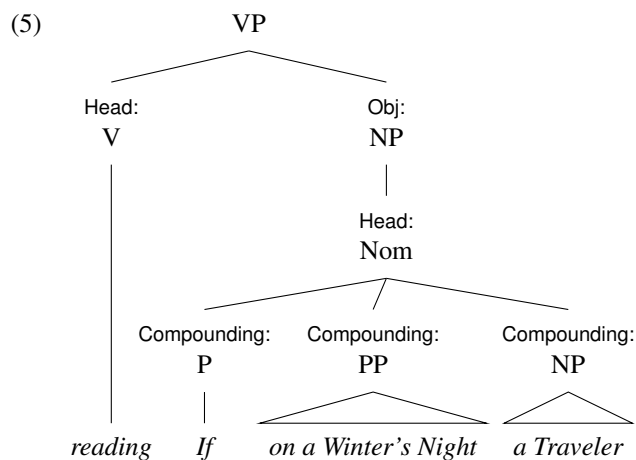 (5) VP
Head: Obj:
V NP
Head:
Nom
Compounding: Compounding: Compounding:
P PP NP
reading If on a Winter's Night a Traveler